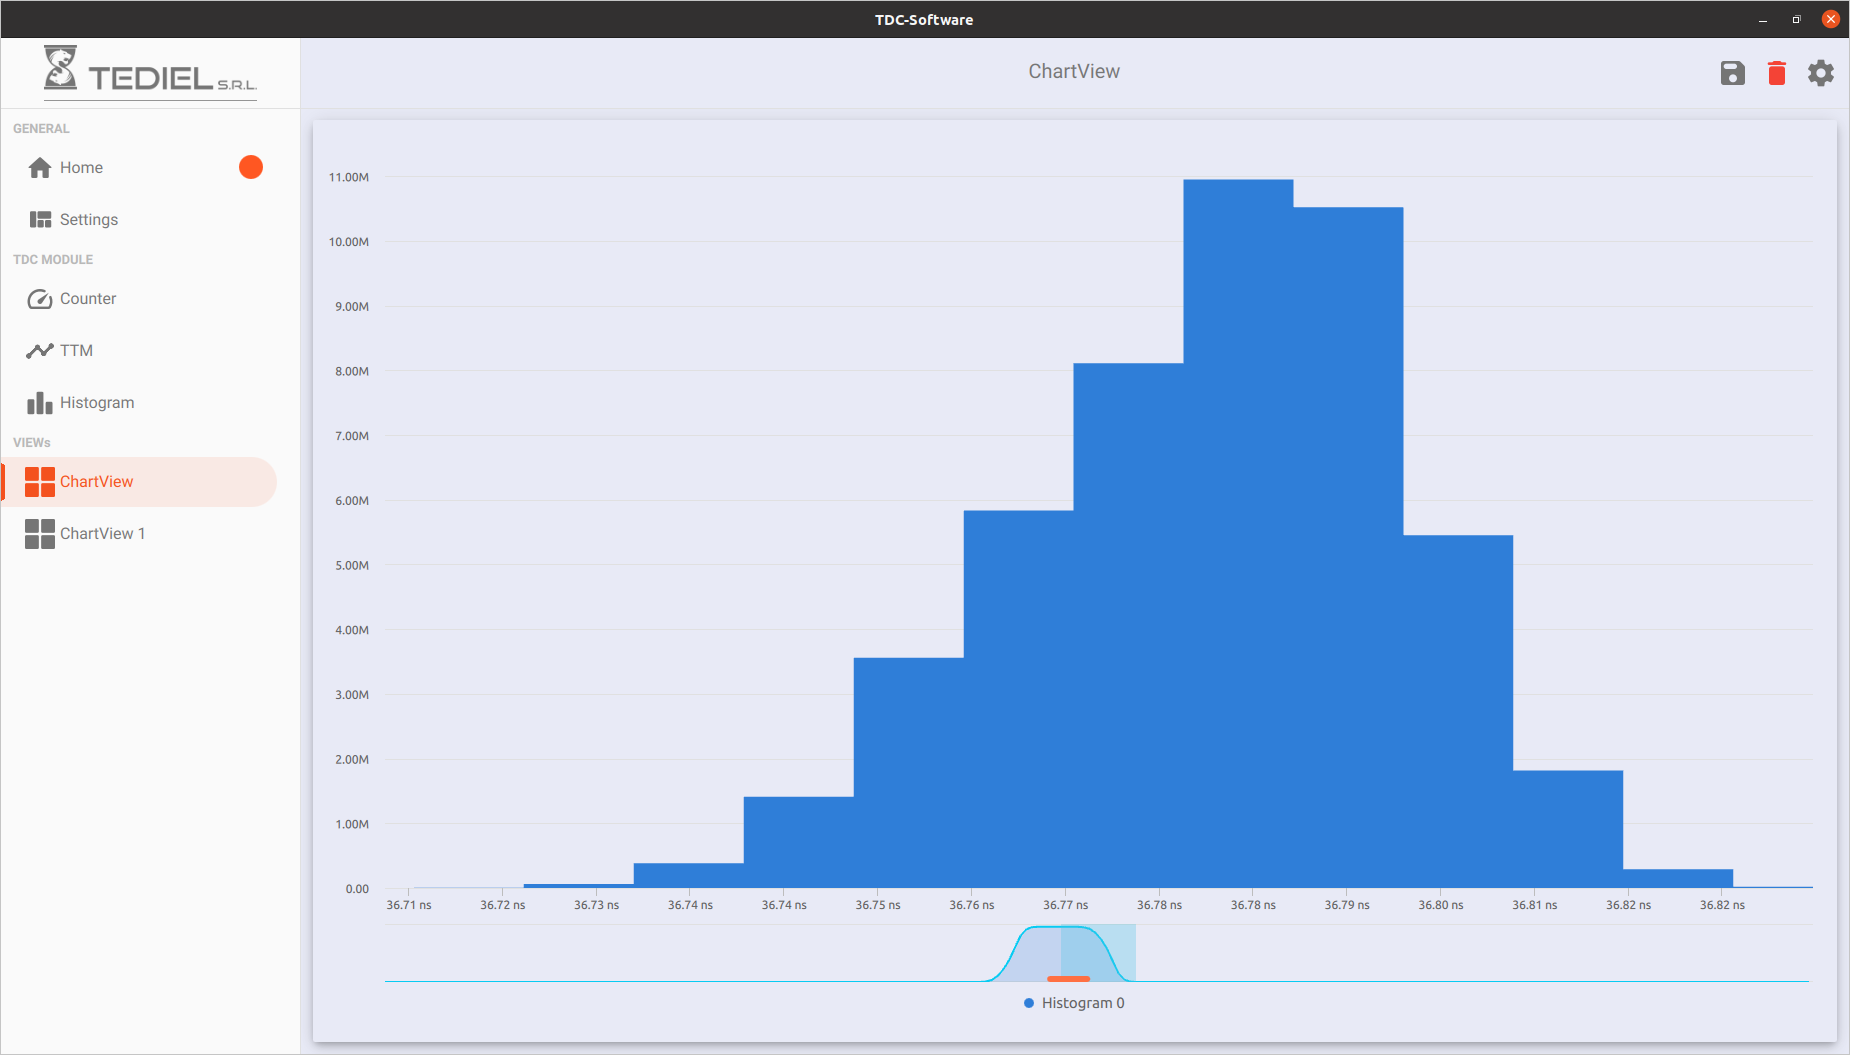 TDC-Software
TEDIEL S.R.L.
ChartView
GENERAL
Home
Settings
TDC MODULE
Counter
TTM
Histogram
VIEWs
ChartView
ChartView 1
11.00M
10.00M
9.00M
8.00M
7.00M
6.00M
5.00M
4.00M
3.00M
2.00M
1.00M
0.00
36.71 ns 36.72 ns 36.73 ns 36.74 ns 36.74 ns 36.75 ns 36.76 ns 36.77 ns 36.78 ns 36.78 ns 36.79 ns 36.80 ns 36.81 ns 36.82 ns 36.82 ns
Histogram 0